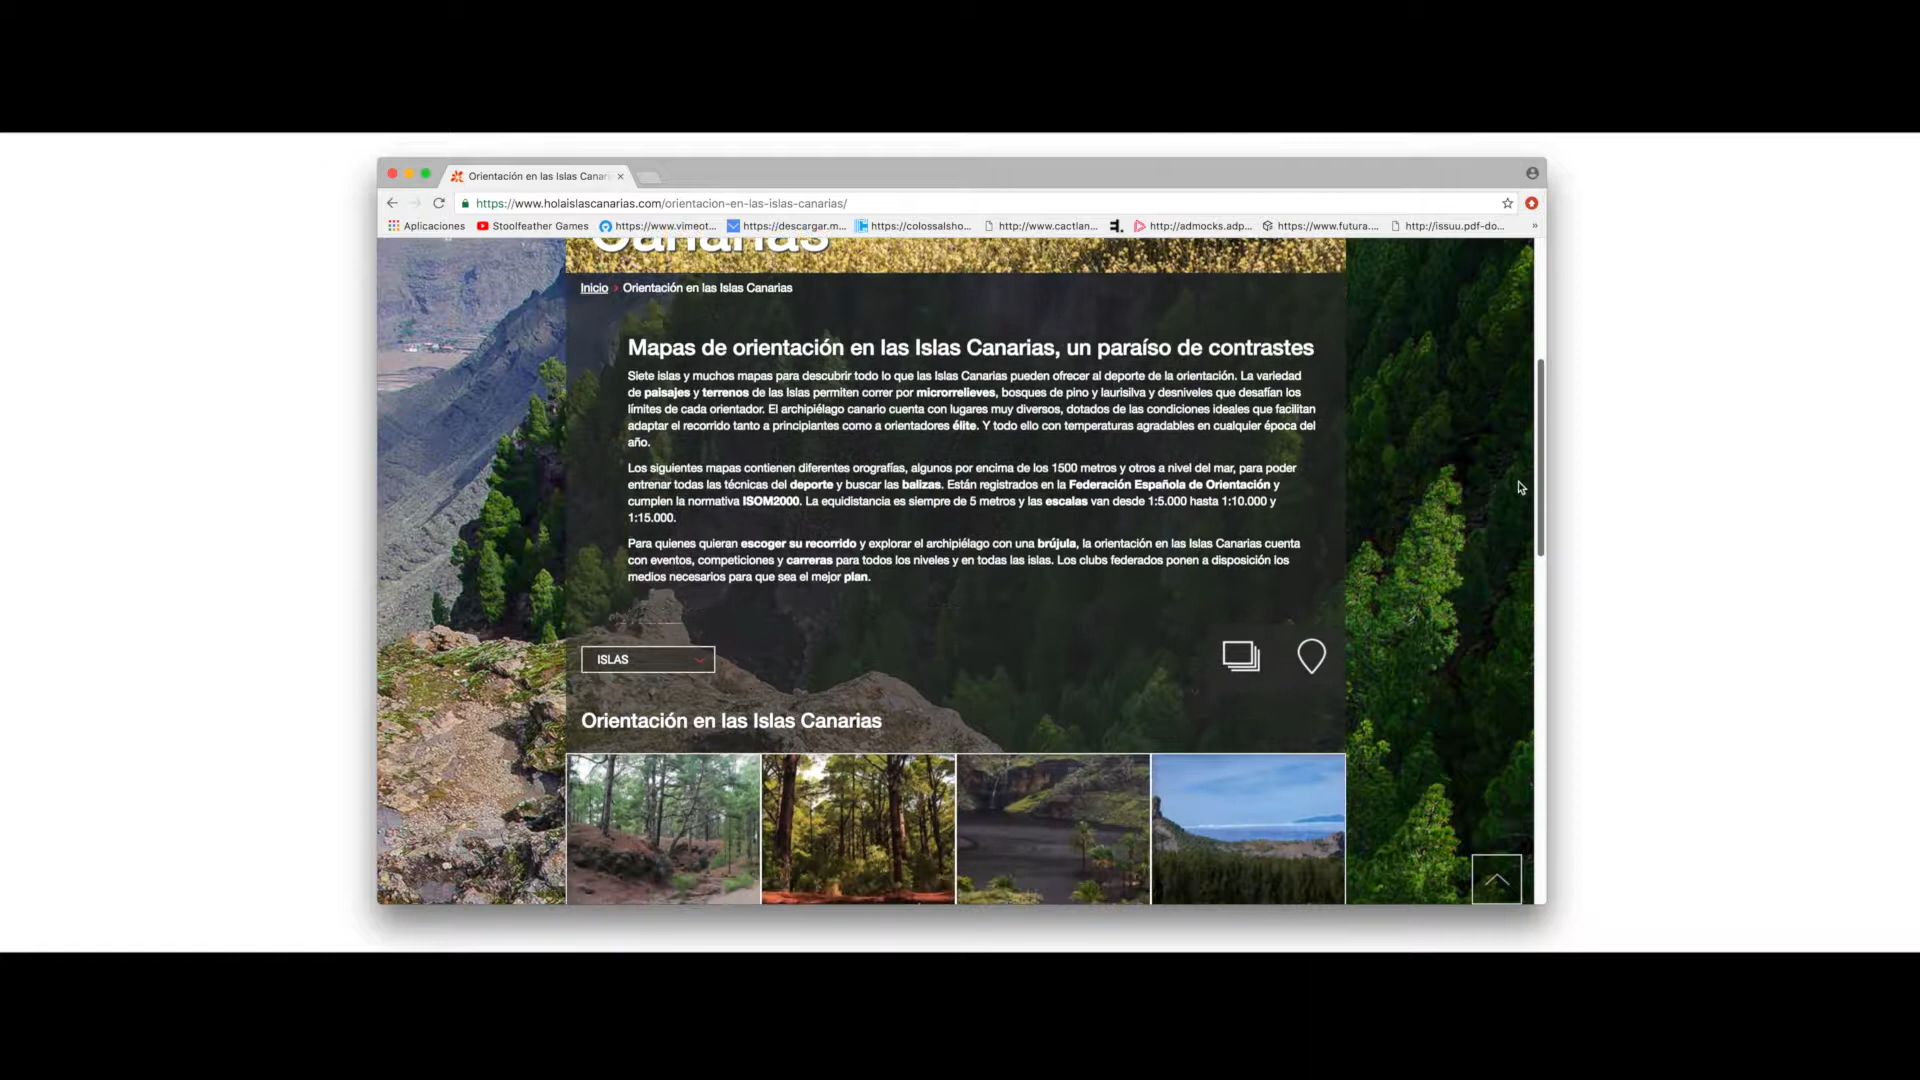 Orientación en las Islas Canari
https://www.holaislascanarias.com/orientacion-en-las-islas-canarias/
Aplicaciones Stoolfeather Games https://www.vimeot... https://descargar.m... https://colossalsho... http://www.cactlan... http://admocks.adp... https://www.futura.... http://issuu.pdf-do... »
Canarias
Inicio > Orientación en las Islas Canarias
Mapas de orientación en las Islas Canarias, un paraíso de contrastes
Siete islas y muchos mapas para descubrir todo lo que las Islas Canarias pueden ofrecer al deporte de la orientación. La variedad
de paisajes y terrenos de las Islas permiten correr por microrrelieves, bosques de pino y laurisilva y desniveles que desafían los
límites de cada orientador. El archipiélago canario cuenta con lugares muy diversos, dotados de las condiciones ideales que facilitan
adaptar el recorrido tanto a principiantes como a orientadores élite. Y todo ello con temperaturas agradables en cualquier época del
año.
Los siguientes mapas contienen diferentes orografías, algunos por encima de los 1500 metros y otros a nivel del mar, para poder
entrenar todas las técnicas del deporte y buscar las balizas. Están registrados en la Federación Española de Orientación y
cumplen la normativa ISOM2000. La equidistancia es siempre de 5 metros y las escalas van desde 1:5.000 hasta 1:10.000 y
1:15.000.
Para quienes quieran escoger su recorrido y explorar el archipiélago con una brújula, la orientación en las Islas Canarias cuenta
con eventos, competiciones y carreras para todos los niveles y en todas las islas. Los clubs federados ponen a disposición los
medios necesarios para que sea el mejor plan.
ISLAS
Orientación en las Islas Canarias